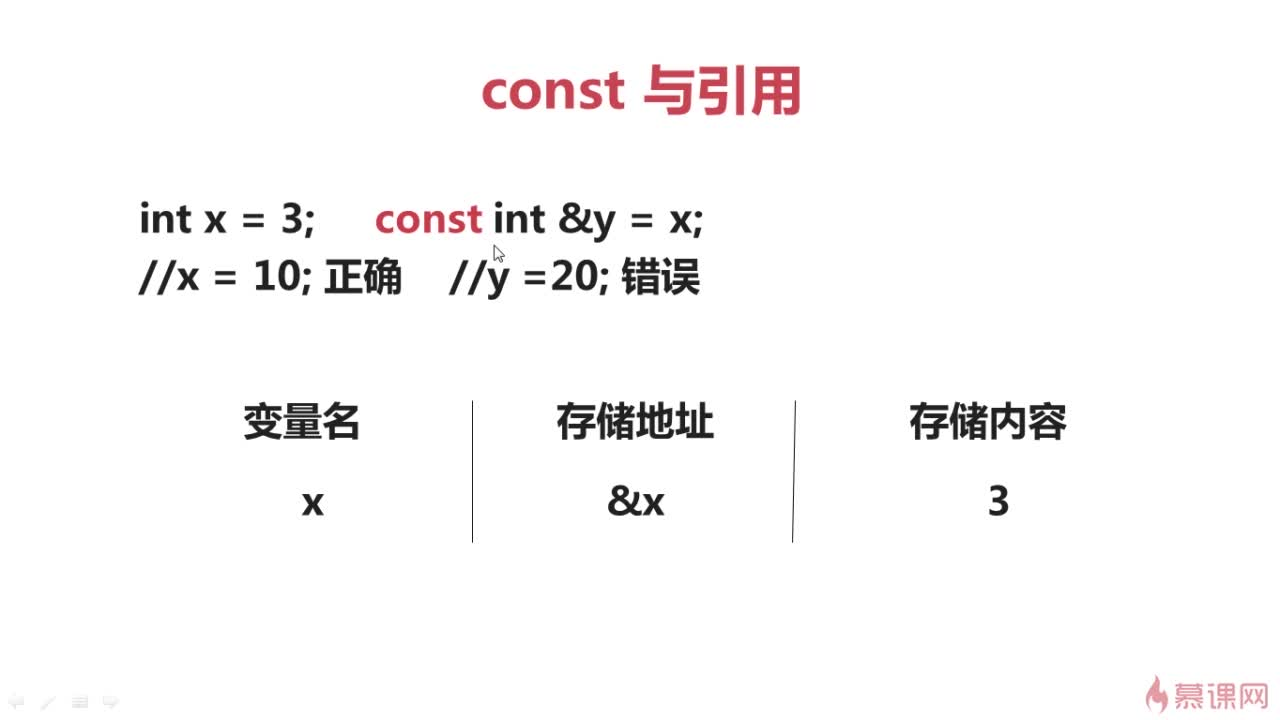 const 与引用
int x = 3; const int &y = x;
//x = 10; 正确 //y =20; 错误
变量名 存储地址 存储内容
x &x 3
慕课网